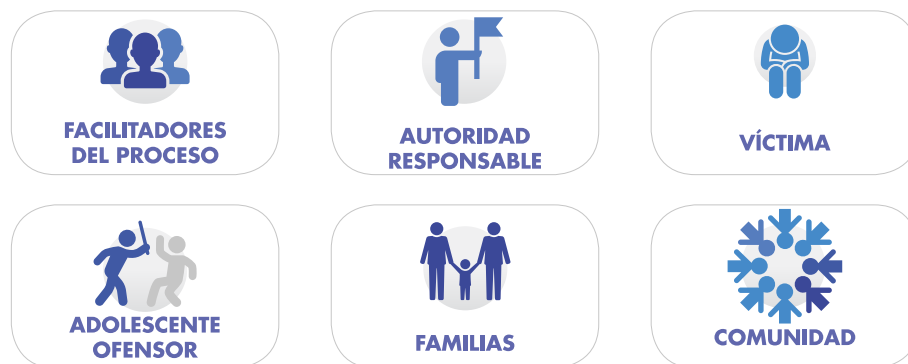 FACILITADORES
DEL PROCESO
AUTORIDAD
RESPONSABLE
VÍCTIMA
ADOLESCENTE
OFENSOR
FAMILIAS
COMUNIDAD